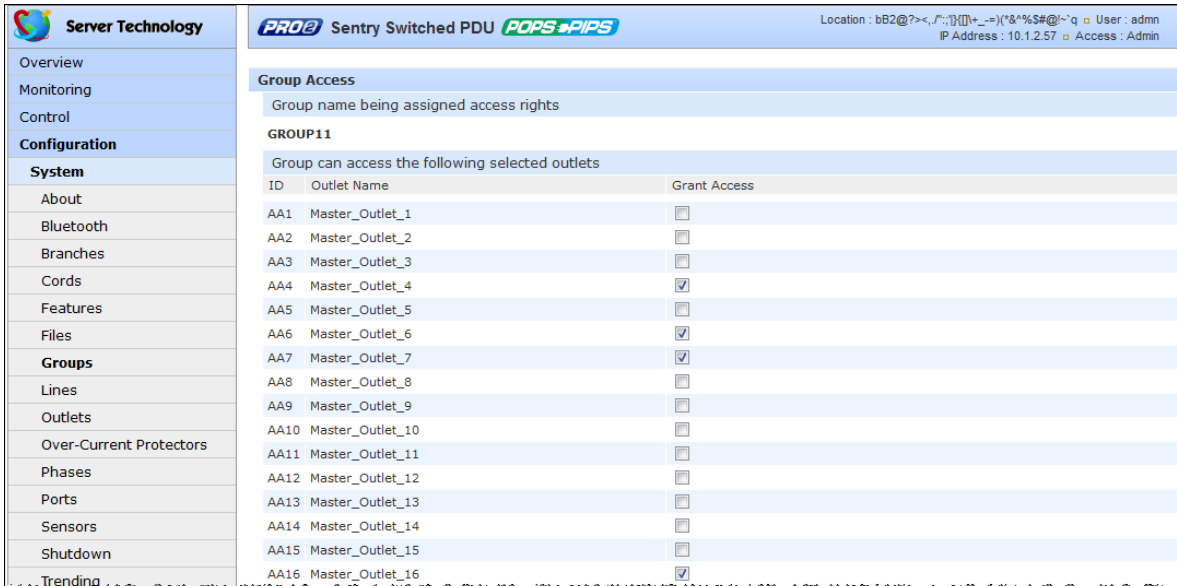 Server Technology
PRO2 Sentry Switched PDU POPS PIPS
Location : bB2@?><,./":;'|}{[]\+_-=)(*&^%$#@!~`q User : admn
IP Address : 10.1.2.57 Access : Admin
Overview
Monitoring
Control
Configuration
System
About
Bluetooth
Branches
Cords
Features
Files
Groups
Lines
Outlets
Over-Current Protectors
Phases
Ports
Sensors
Shutdown
Trending
Group Access
Group name being assigned access rights
GROUP11
Group can access the following selected outlets
ID Outlet Name Grant Access
AA1 Master_Outlet_1
AA2 Master_Outlet_2
AA3 Master_Outlet_3
AA4 Master_Outlet_4
AA5 Master_Outlet_5
AA6 Master_Outlet_6
AA7 Master_Outlet_7
AA8 Master_Outlet_8
AA9 Master_Outlet_9
AA10 Master_Outlet_10
AA11 Master_Outlet_11
AA12 Master_Outlet_12
AA13 Master_Outlet_13
AA14 Master_Outlet_14
AA15 Master_Outlet_15
AA16 Master_Outlet_16